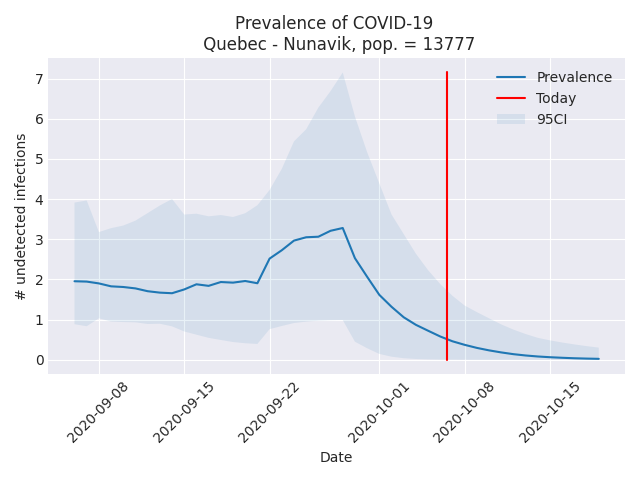 Prevalence of COVID-19
Quebec - Nunavik, pop. = 13777
# undetected infections
7
6
5
4
3
2
1
0
Prevalence
Today
95CI
2020-09-08
2020-09-15
2020-09-22
2020-10-01
2020-10-08
2020-10-15
Date